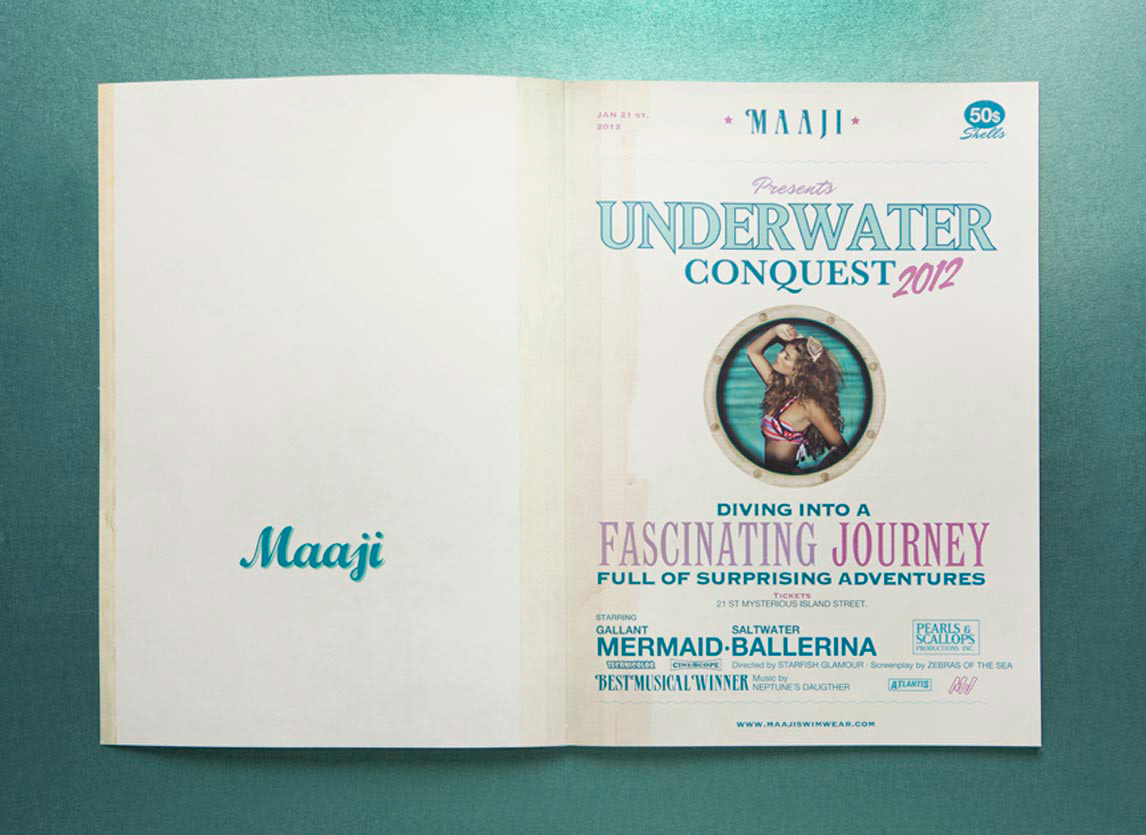 Maaji
JAN 21 ST.
2012
MAAJI
50s
Shells
Presents
UNDERWATER
CONQUEST 2012
DIVING INTO A
FASCINATING JOURNEY
FULL OF SURPRISING ADVENTURES
TICKETS
21 ST MYSTERIOUS ISLAND STREET.
STARRING
GALLANT SALTWATER
MERMAID·BALLERINA
PEARLS &
SCALLOPS
PRODUCTIONS INC.
TECHNICOLOR CINESCOPE Directed by STARFISH GLAMOUR · Screenplay by ZEBRAS OF THE SEA
BEST MUSICAL WINNER Music by
NEPTUNE'S DAUGTHER
ATLANTIS
WWW.MAAJISWIMWEAR.COM